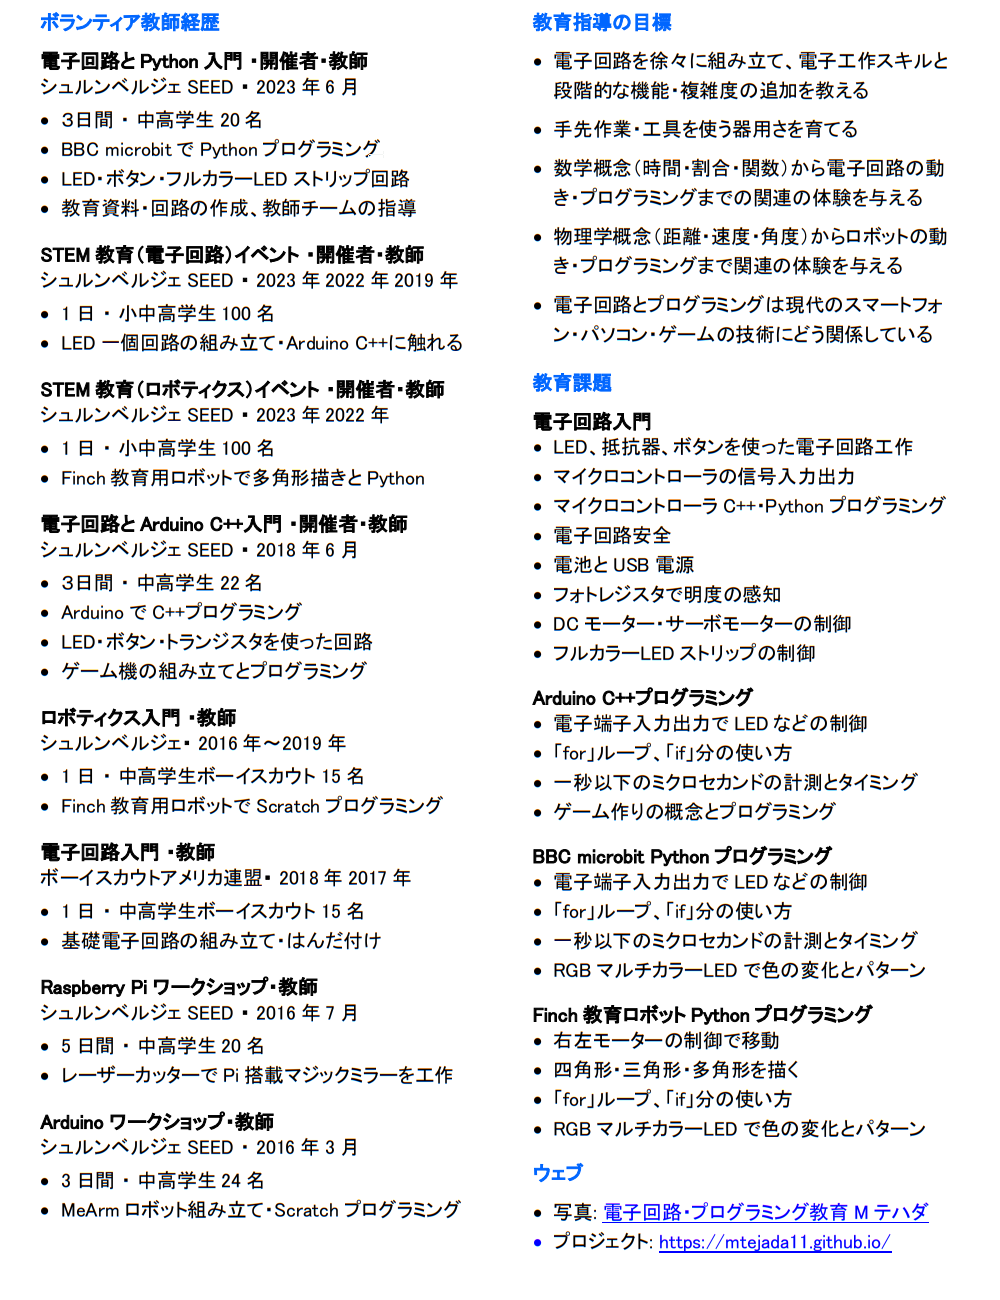 ボランティア教師経歴
電子回路と Python 入門 ・開催者・教師
シュルンベルジェ SEED ・ 2023 年 6 月
• 3日間 ・ 中高学生 20 名
• BBC microbit で Python プログラミング
• LED・ボタン・フルカラーLED ストリップ回路
• 教育資料・回路の作成、教師チームの指導
STEM 教育（電子回路）イベント ・開催者・教師
シュルンベルジェ SEED ・ 2023 年 2022 年 2019 年
• 1 日 ・ 小中高学生 100 名
• LED 一個回路の組み立て・Arduino C++に触れる
STEM 教育（ロボティクス）イベント ・開催者・教師
シュルンベルジェ SEED ・ 2023 年 2022 年
• 1 日 ・ 小中高学生 100 名
• Finch 教育用ロボットで多角形描きと Python
電子回路と Arduino C++入門 ・開催者・教師
シュルンベルジェ SEED ・ 2018 年 6 月
• 3日間 ・ 中高学生 22 名
• Arduino で C++プログラミング
• LED・ボタン・トランジスタを使った回路
• ゲーム機の組み立てとプログラミング
ロボティクス入門 ・教師
シュルンベルジェ・ 2016 年～2019 年
• 1 日 ・ 中高学生ボーイスカウト 15 名
• Finch 教育用ロボットで Scratch プログラミング
電子回路入門 ・教師
ボーイスカウトアメリカ連盟・ 2018 年 2017 年
• 1 日 ・ 中高学生ボーイスカウト 15 名
• 基礎電子回路の組み立て・はんだ付け
Raspberry Pi ワークショップ・教師
シュルンベルジェ SEED ・ 2016 年 7 月
• 5 日間 ・ 中高学生 20 名
• レーザーカッターで Pi 搭載マジックミラーを工作
Arduino ワークショップ・教師
シュルンベルジェ SEED ・ 2016 年 3 月
• 3 日間 ・ 中高学生 24 名
• MeArm ロボット組み立て・Scratch プログラミング
教育指導の目標
• 電子回路を徐々に組み立て、電子工作スキルと
段階的な機能・複雑度の追加を教える
• 手先作業・工具を使う器用さを育てる
• 数学概念（時間・割合・関数）から電子回路の動
き・プログラミングまでの関連の体験を与える
• 物理学概念（距離・速度・角度）からロボットの動
き・プログラミングまで関連の体験を与える
• 電子回路とプログラミングは現代のスマートフォ
ン・パソコン・ゲームの技術にどう関係している
教育課題
電子回路入門
• LED、抵抗器、ボタンを使った電子回路工作
• マイクロコントローラの信号入力出力
• マイクロコントローラ C++・Python プログラミング
• 電子回路安全
• 電池と USB 電源
• フォトレジスタで明度の感知
• DC モーター・サーボモーターの制御
• フルカラーLED ストリップの制御
Arduino C++プログラミング
• 電子端子入力出力で LED などの制御
• 「for」ループ、「if」分の使い方
• 一秒以下のミクロセカンドの計測とタイミング
• ゲーム作りの概念とプログラミング
BBC microbit Python プログラミング
• 電子端子入力出力で LED などの制御
• 「for」ループ、「if」分の使い方
• 一秒以下のミクロセカンドの計測とタイミング
• RGB マルチカラーLED で色の変化とパターン
Finch 教育ロボット Python プログラミング
• 右左モーターの制御で移動
• 四角形・三角形・多角形を描く
• 「for」ループ、「if」分の使い方
• RGB マルチカラーLED で色の変化とパターン
ウェブ
• 写真: 電子回路・プログラミング教育 M テハダ
• プロジェクト: https://mtejada11.github.io/